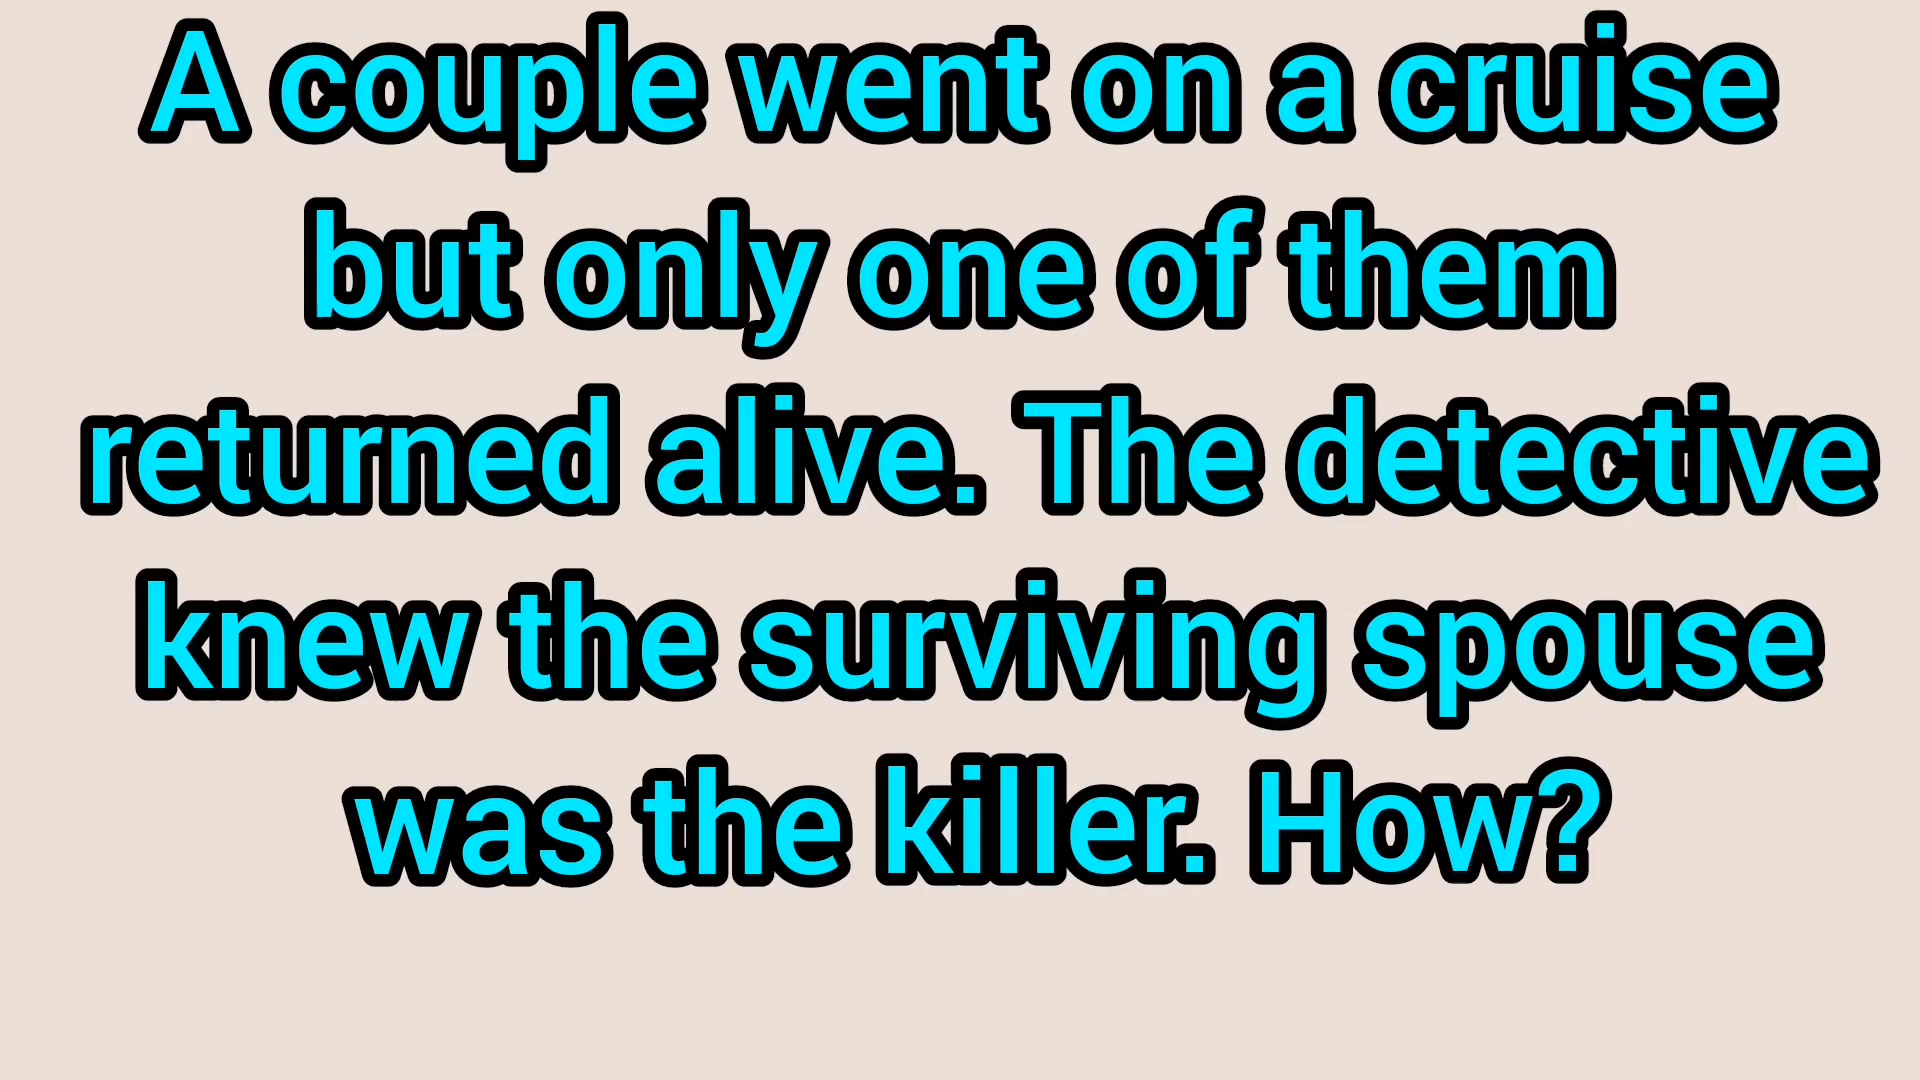 A couple went on a cruise
but only one of them
returned alive. The detective
knew the surviving spouse
was the killer. How?